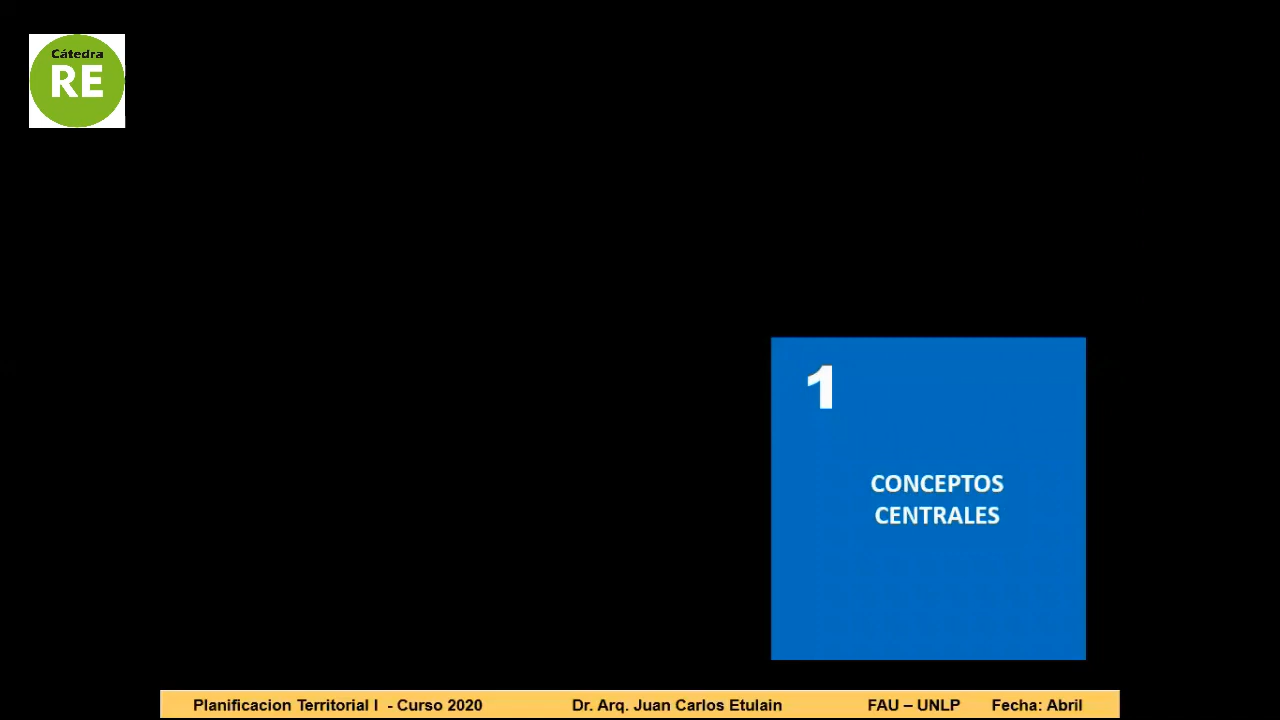 Cátedra
RE
1
CONCEPTOS
CENTRALES
Planificacion Territorial I - Curso 2020 Dr. Arq. Juan Carlos Etulain FAU – UNLP Fecha: Abril